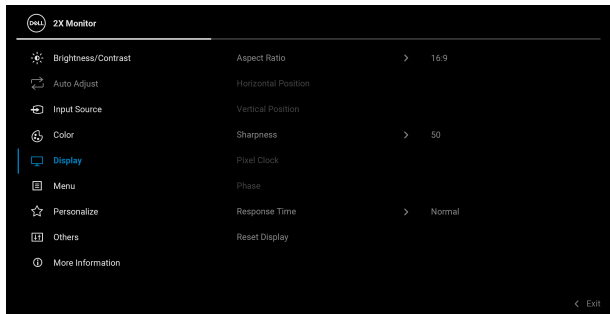 DELL 2X Monitor
Brightness/Contrast Aspect Ratio > 16:9
Auto Adjust Horizontal Position
Input Source Vertical Position
Color Sharpness > 50
Display Pixel Clock
Menu Phase
Personalize Response Time > Normal
Others Reset Display
More Information
< Exit